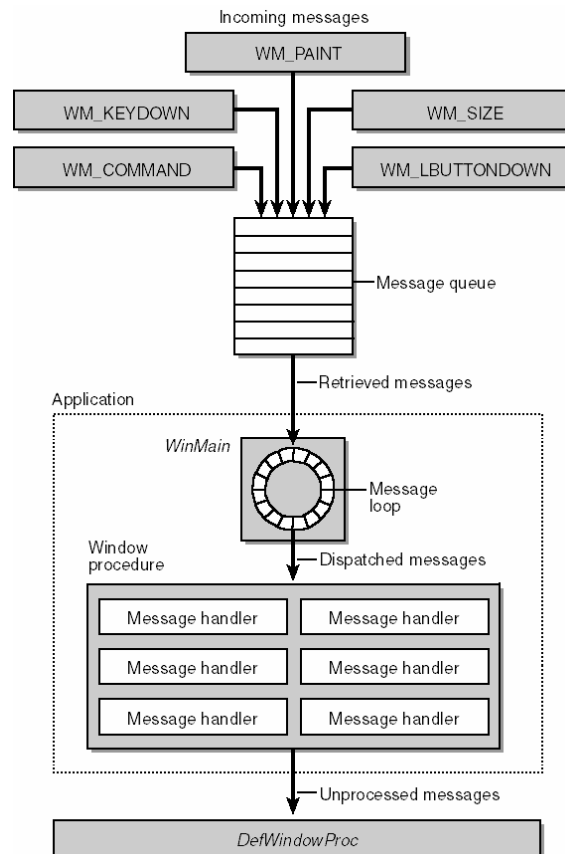 Incoming messages
WM_PAINT
WM_KEYDOWN
WM_SIZE
WM_COMMAND
WM_LBUTTONDOWN
Message queue
Retrieved messages
Application
WinMain
Message
loop
Window
procedure
Dispatched messages
Message handler
Message handler
Message handler
Message handler
Message handler
Message handler
Unprocessed messages
DefWindowProc